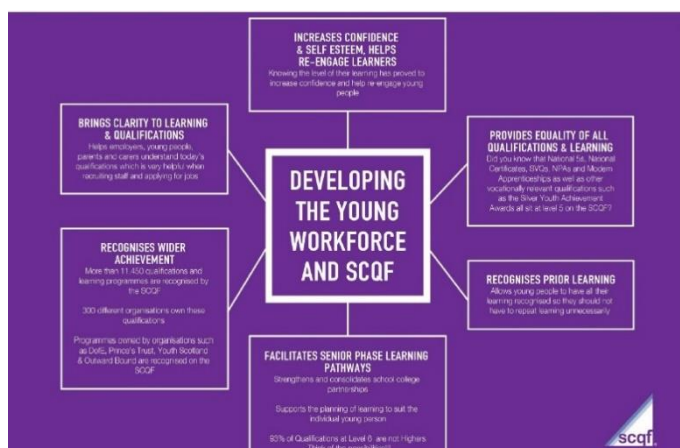 INCREASES CONFIDENCE
& SELF ESTEEM, HELPS
RE-ENGAGE LEARNERS
Knowing the level of their learning has proved to
increase confidence and help re-engage young
people
BRINGS CLARITY TO LEARNING
& QUALIFICATIONS
Helps employers, young people,
parents and carers understand today's
qualifications which is very helpful when
recruiting staff and applying for jobs
PROVIDES EQUALITY OF ALL
QUALIFICATIONS & LEARNING
Did you know that National 5s, National
Certificates, SVQs, NPAs and Modern
Apprenticeships as well as other
vocationally relevant qualifications such
as the Silver Youth Achievement
Awards all sit at level 5 on the SCQF?
DEVELOPING
THE YOUNG
WORKFORCE
AND SCQF
RECOGNISES WIDER
ACHIEVEMENT
More than 11,450 qualifications and
learning programmes are recognised by
the SCQF
300 different organisations own these
qualifications
Programmes owned by organisations such
as DofE, Prince's Trust, Youth Scotland
& Outward Bound are recognised on the
SCQF
RECOGNISES PRIOR LEARNING
Allows young people to have all their
learning recognised so they should not
have to repeat learning unnecessarily
FACILITATES SENIOR PHASE LEARNING
PATHWAYS
Strengthens and consolidates school college
partnerships
Supports the planning of learning to suit the
individual young person
93% of Qualifications at Level 6 are not Highers
scqf